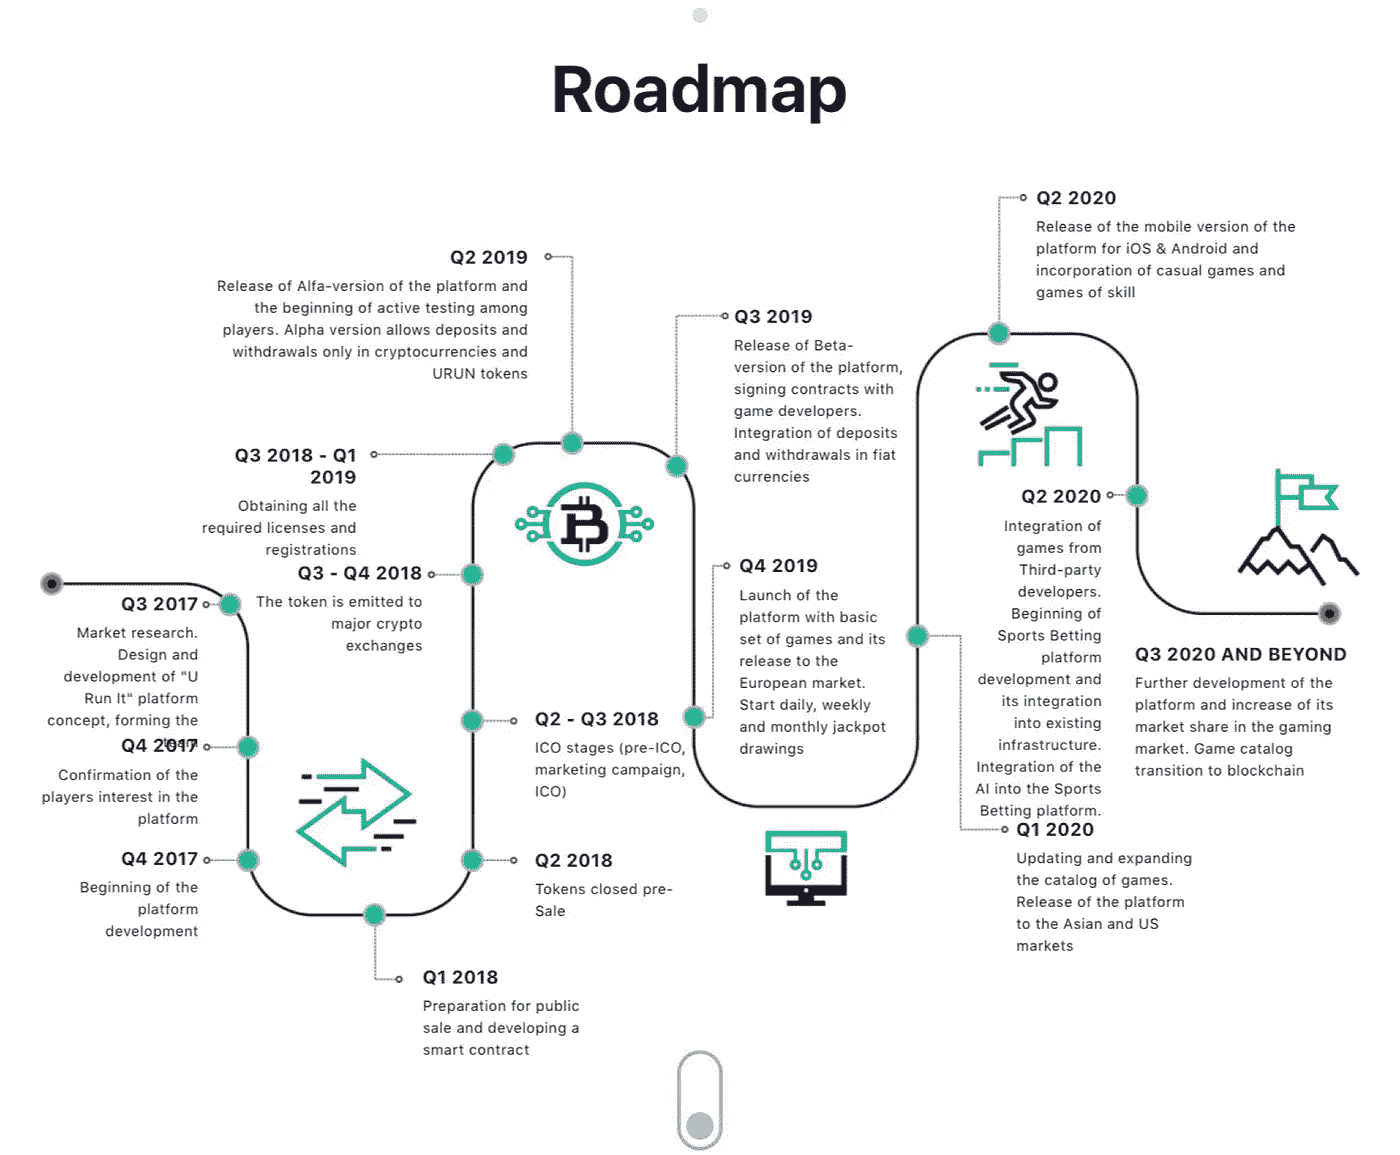 Roadmap
Q3 2017
Market research.
Design and
development of "U
Run It" platform
concept, forming the
team
Q4 2017
Confirmation of the
players interest in the
platform
Q4 2017
Beginning of the
platform
development
Q1 2018
Preparation for public
sale and developing a
smart contract
Q2 2018
Tokens closed pre-
Sale
Q2 - Q3 2018
ICO stages (pre-ICO,
marketing campaign,
ICO)
Q3 - Q4 2018
The token is emitted to
major crypto
exchanges
Q3 2018 - Q1
2019
Obtaining all the
required licenses and
registrations
Q2 2019
Release of Alfa-version of the platform and
the beginning of active testing among
players. Alpha version allows deposits and
withdrawals only in cryptocurrencies and
URUN tokens
Q3 2019
Release of Beta-
version of the platform,
signing contracts with
game developers.
Integration of deposits
and withdrawals in fiat
currencies
Q4 2019
Launch of the
platform with basic
set of games and its
release to the
European market.
Start daily, weekly
and monthly jackpot
drawings
Q1 2020
Updating and expanding
the catalog of games.
Release of the platform
to the Asian and US
markets
Q2 2020
Release of the mobile version of the
platform for iOS & Android and
incorporation of casual games and
games of skill
Q2 2020
Integration of
games from
Third-party
developers.
Beginning of
Sports Betting
platform
development and
its integration
into existing
infrastructure.
Integration of the
AI into the Sports
Betting platform.
Q3 2020 AND BEYOND
Further development of the
platform and increase of its
market share in the gaming
market. Game catalog
transition to blockchain